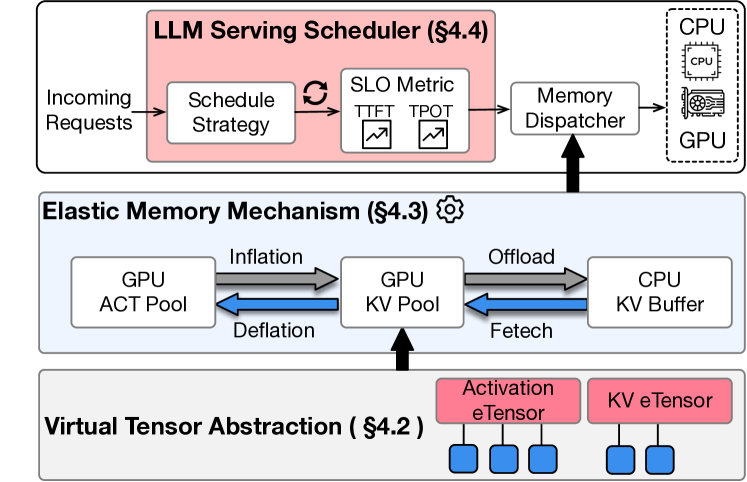 LLM Serving Scheduler (§4.4)
Incoming
Requests
Schedule
Strategy
SLO Metric
TTFT TPOT
Memory
Dispatcher
CPU
CPU
GPU
Elastic Memory Mechanism (§4.3)
GPU
ACT Pool
Inflation
Deflation
GPU
KV Pool
Offload
Fetech
CPU
KV Buffer
Virtual Tensor Abstraction ( §4.2 )
Activation
eTensor
KV eTensor